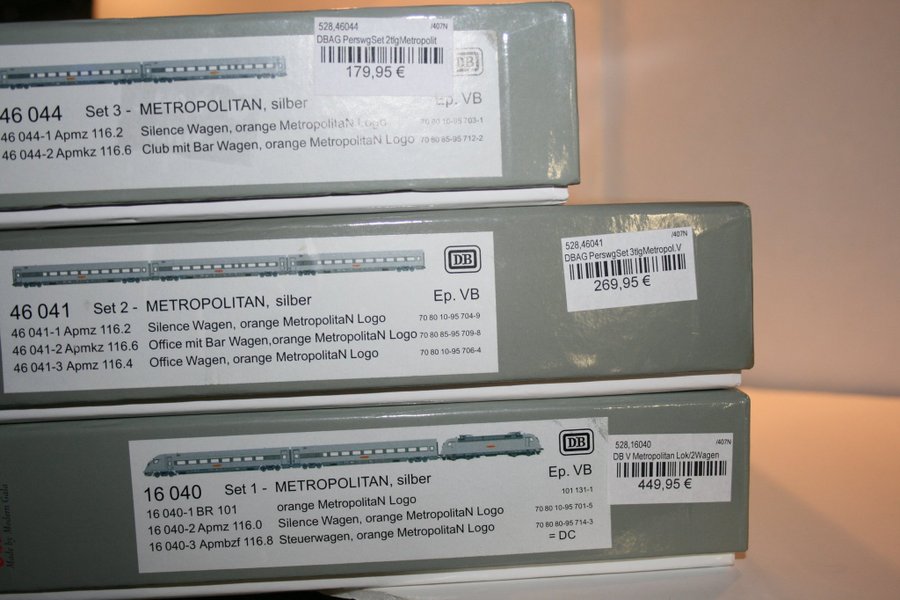 528,46044 /407N
DBAG PerswgSet 2tlgMetropolit
179,95 €
DB
46 044 Set 3 - METROPOLITAN, silber Ep. VB
46 044-1 Apmz 116.2 Silence Wagen, orange MetropolitaN Logo 70 80 10-95 703-1
46 044-2 Apmkz 116.6 Club mit Bar Wagen, orange MetropolitaN Logo 70 80 85-95 712-2
528,46041 /407N
DBAG PerswgSet 3tlgMetropol.V
269,95 €
DB
46 041 Set 2 - METROPOLITAN, silber Ep. VB
46 041-1 Apmz 116.2 Silence Wagen, orange MetropolitaN Logo 70 80 10-95 704-9
46 041-2 Apmkz 116.6 Office mit Bar Wagen,orange MetropolitaN Logo 70 80 85-95 709-8
46 041-3 Apmz 116.4 Office Wagen, orange MetropolitaN Logo 70 80 10-95 706-4
528,16040 /407N
DB V Metropolitan Lok/2Wagen
449,95 €
DB
16 040 Set 1 - METROPOLITAN, silber Ep. VB
16 040-1 BR 101 orange MetropolitaN Logo 101 131-1
16 040-2 Apmz 116.0 Silence Wagen, orange MetropolitaN Logo 70 80 10-95 701-5
16 040-3 Apmbzf 116.8 Steuerwagen, orange MetropolitaN Logo 70 80 80-95 714-3
= DC
Made by Modern Gala